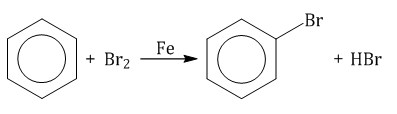 + Br₂ Fe Br + HBr